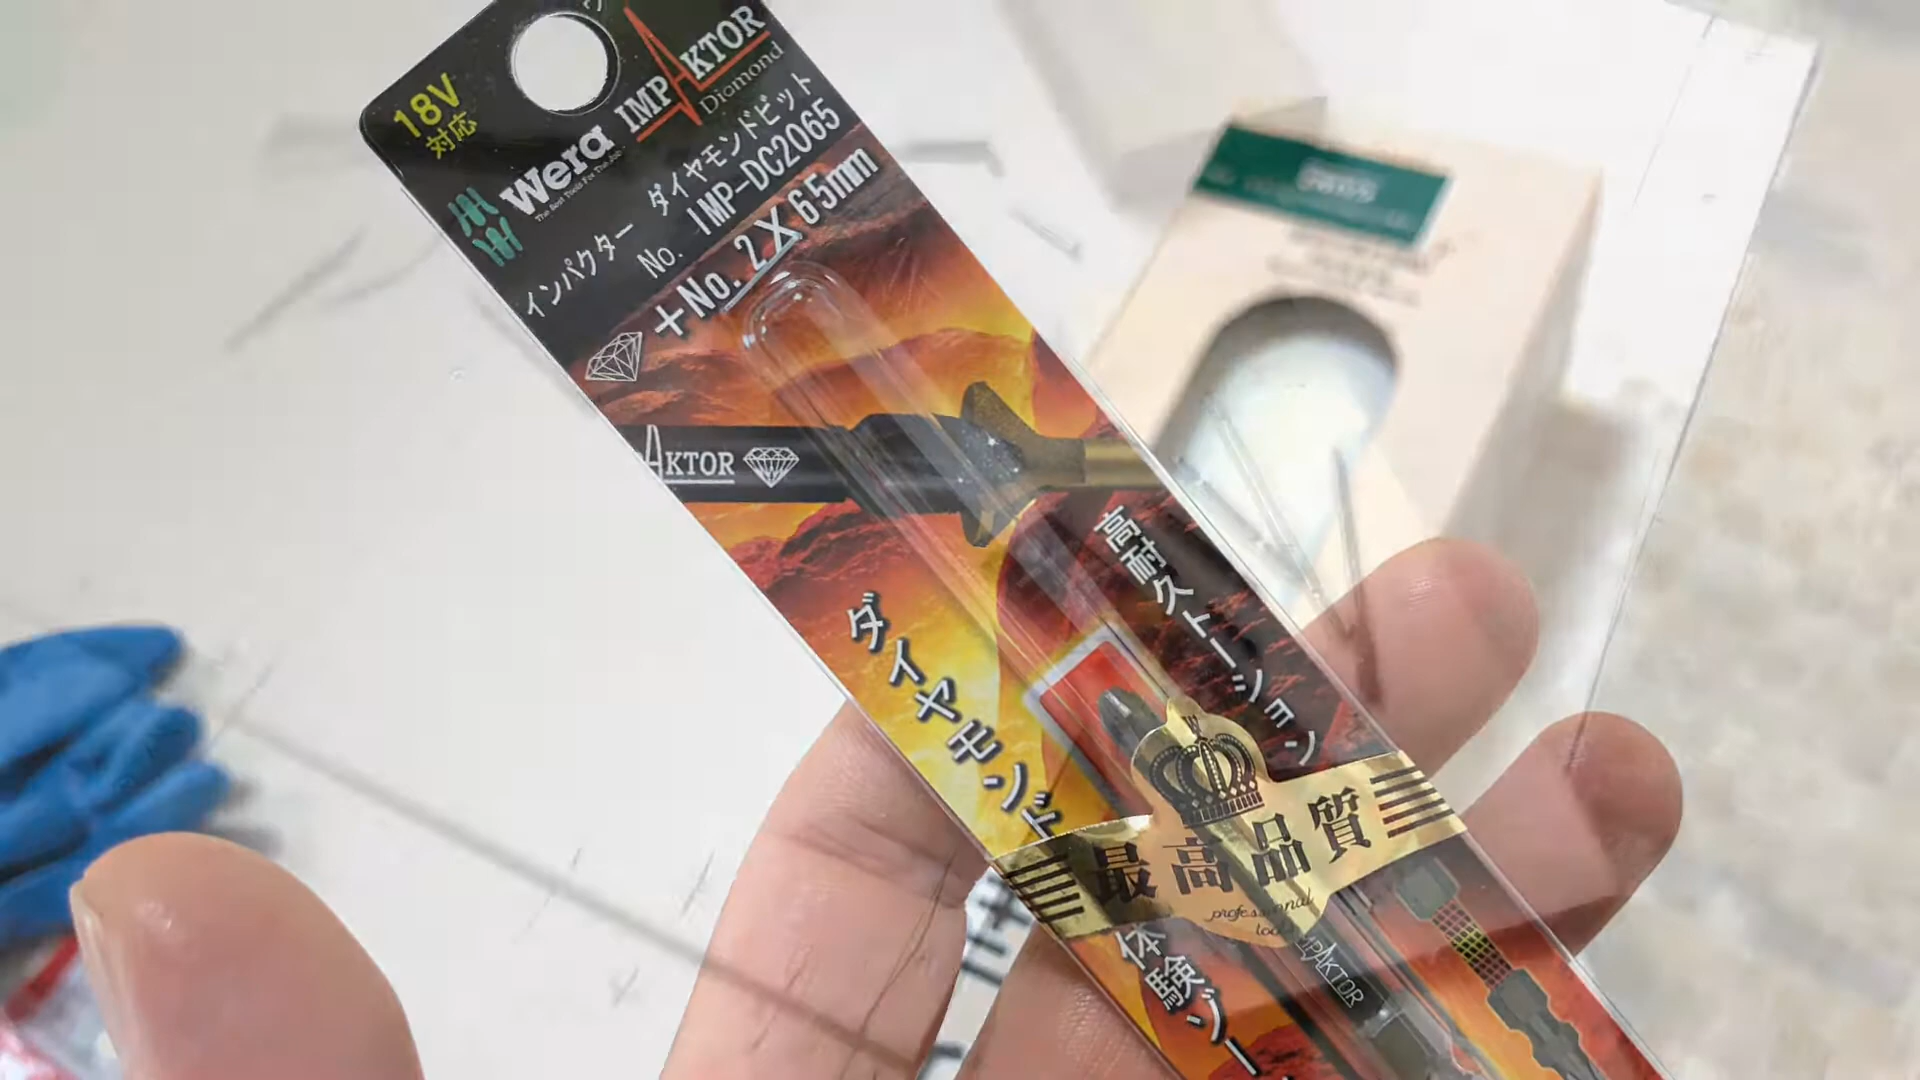 18V
対応
Wera
The Best Tools For The Job.
IMPAKTOR
Diamond
インパクター ダイヤモンドビット
No. IMP-DC2065
+No. 2X65mm
AKTOR
高耐久トーション
ダイヤモンド
最高品質
professional
体験ゾー
IMPAKTOR